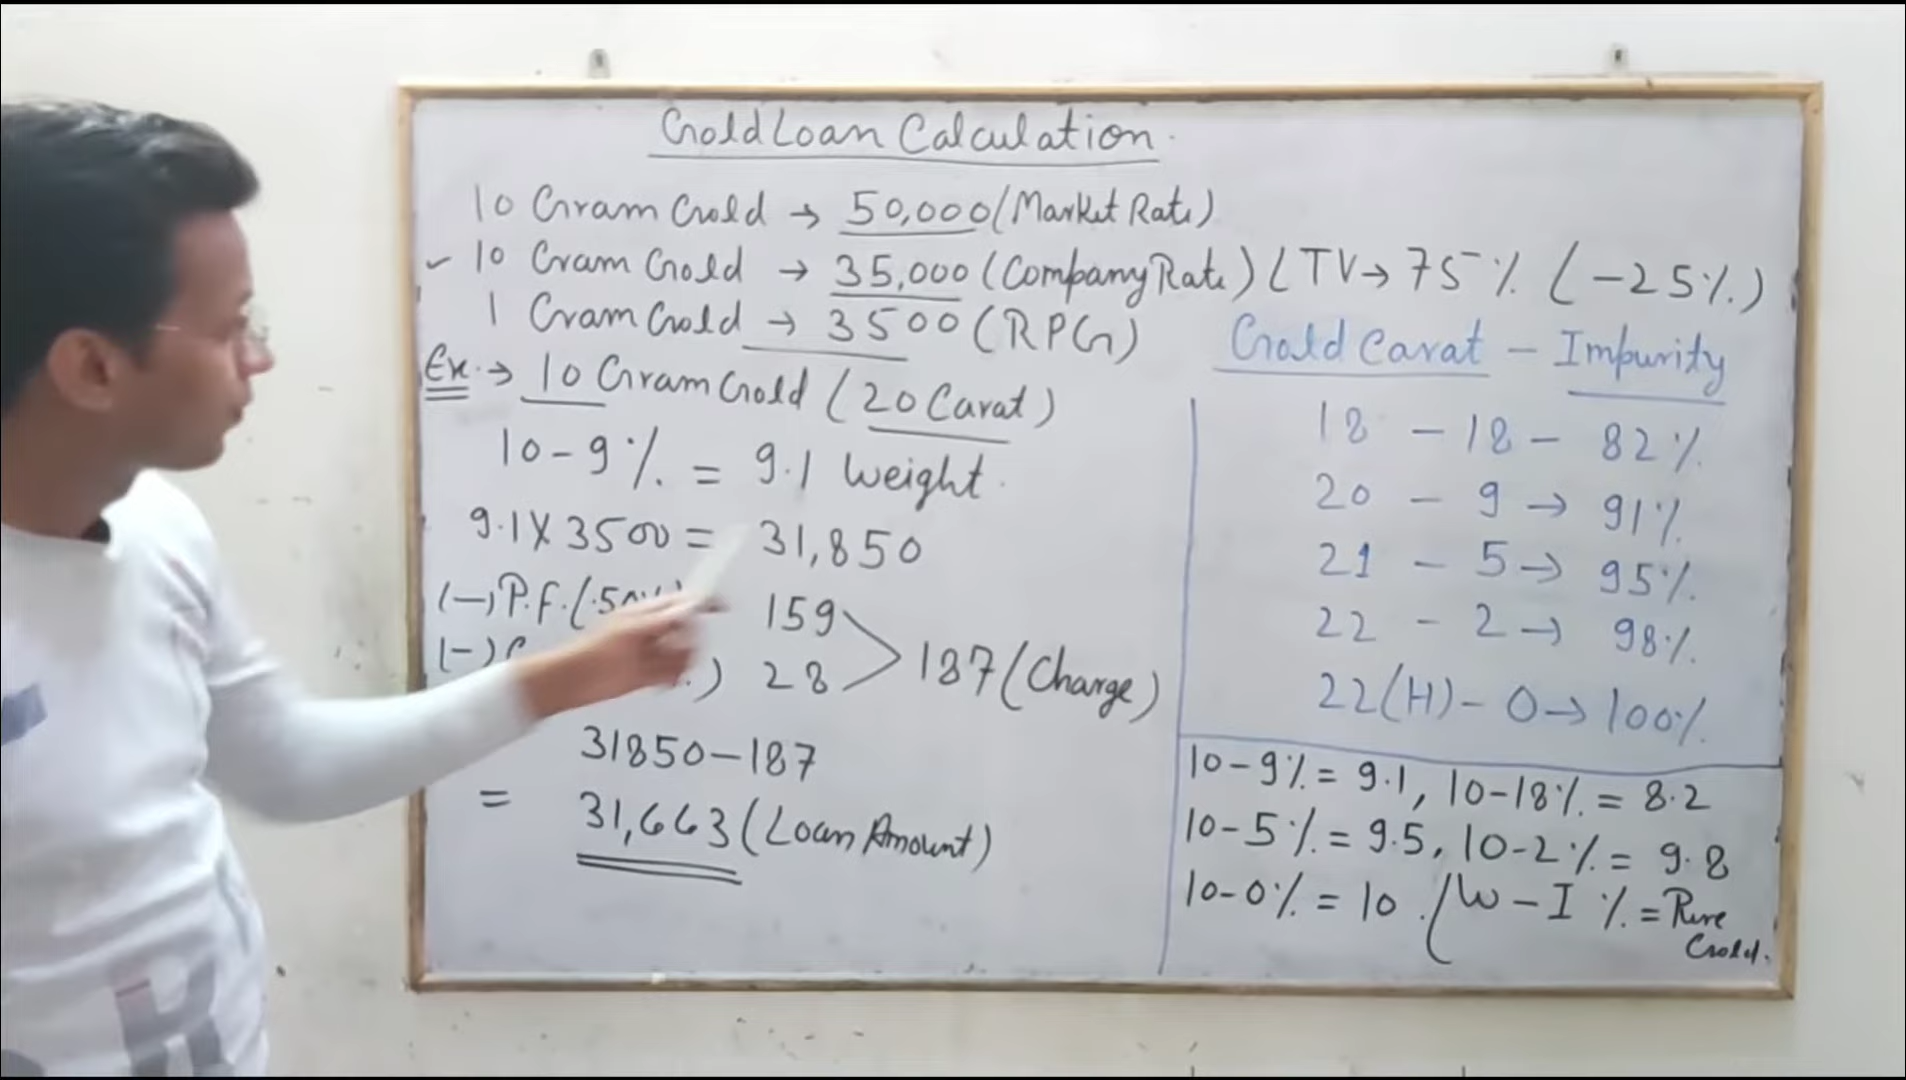 Gold Loan Calculation.
10 Gram Gold → 50,000 (Market Rate)
✓ 10 Gram Gold → 35,000 (Company Rate) (LTV → 75% (-25%)
1 Gram Gold → 3500 (RPG)
Ex. → 10 Gram Gold (20 Carat)
10 - 9% = 9.1 Weight.
9.1 X 3500 = 31,850
(-) P.F. (.50%) 159
(-) ) 28
187 (Charge)
31850 - 187
= 31,663 (Loan Amount)
Gold Carat - Impurity
18 - 18 - 82%
20 - 9 → 91%
21 - 5 → 95%
22 - 2 → 98%
22(H) - 0 → 100%
10-9% = 9.1, 10-18% = 8.2
10-5% = 9.5, 10-2% = 9.8
10-0% = 10. (W - I % = Pure
Gold.